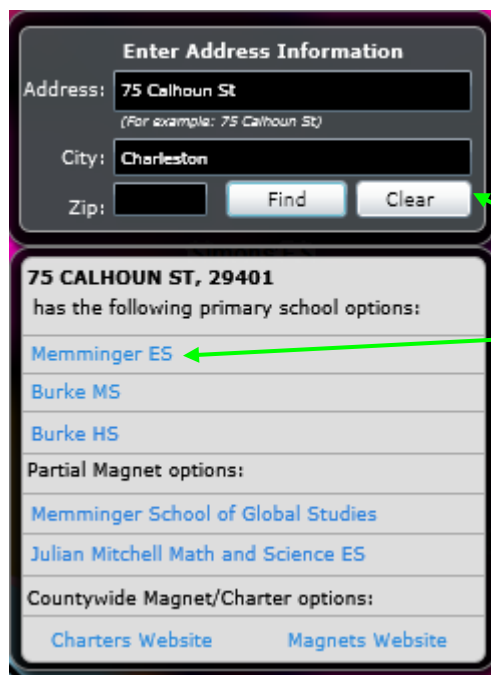 Enter Address Information
Address: 75 Calhoun St
(For example: 75 Calhoun St)
City: Charleston
Zip: Find Clear
75 CALHOUN ST, 29401
has the following primary school options:
Memminger ES
Burke MS
Burke HS
Partial Magnet options:
Memminger School of Global Studies
Julian Mitchell Math and Science ES
Countywide Magnet/Charter options:
Charters Website Magnets Website